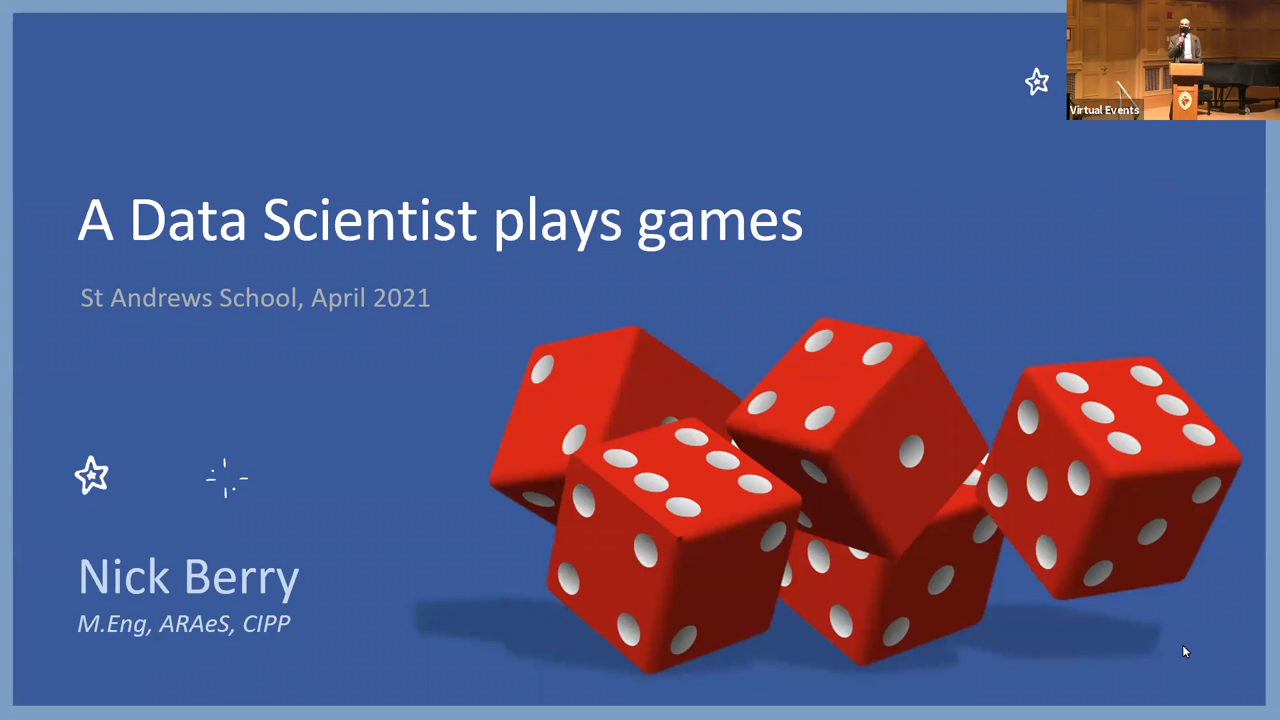 Virtual Events
A Data Scientist plays games
St Andrews School, April 2021
Nick Berry
M.Eng, ARAeS, CIPP